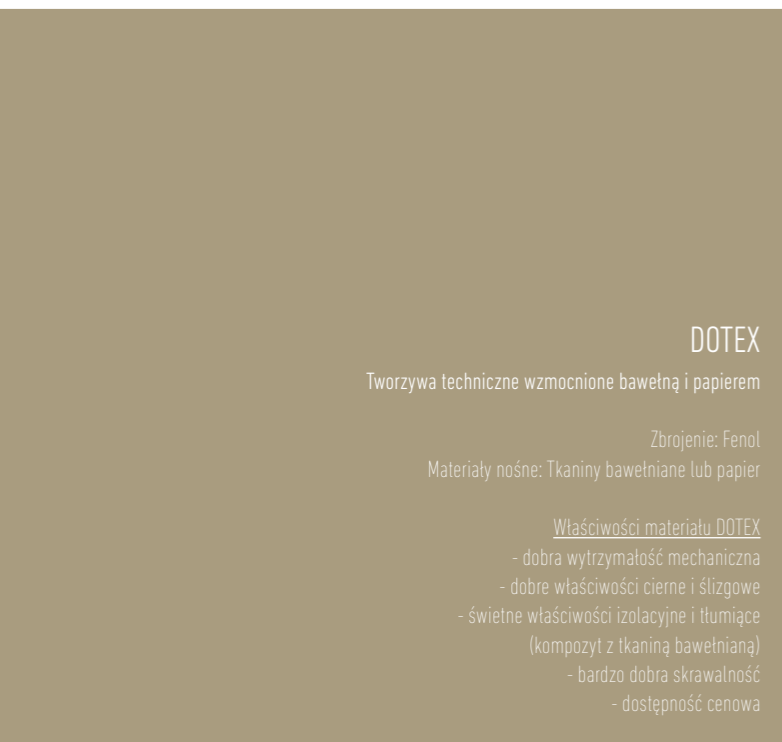 DOTEX
Tworzywa techniczne wzmocnione bawełną i papierem
Zbrojenie: Fenol
Materiały nośne: Tkaniny bawełniane lub papier
Właściwości materiału DOTEX
- dobra wytrzymałość mechaniczna
- dobre właściwości cierne i ślizgowe
- świetne właściwości izolacyjne i tłumiące
(kompozyt z tkaniną bawełnianą)
- bardzo dobra skrawalność
- dostępność cenowa